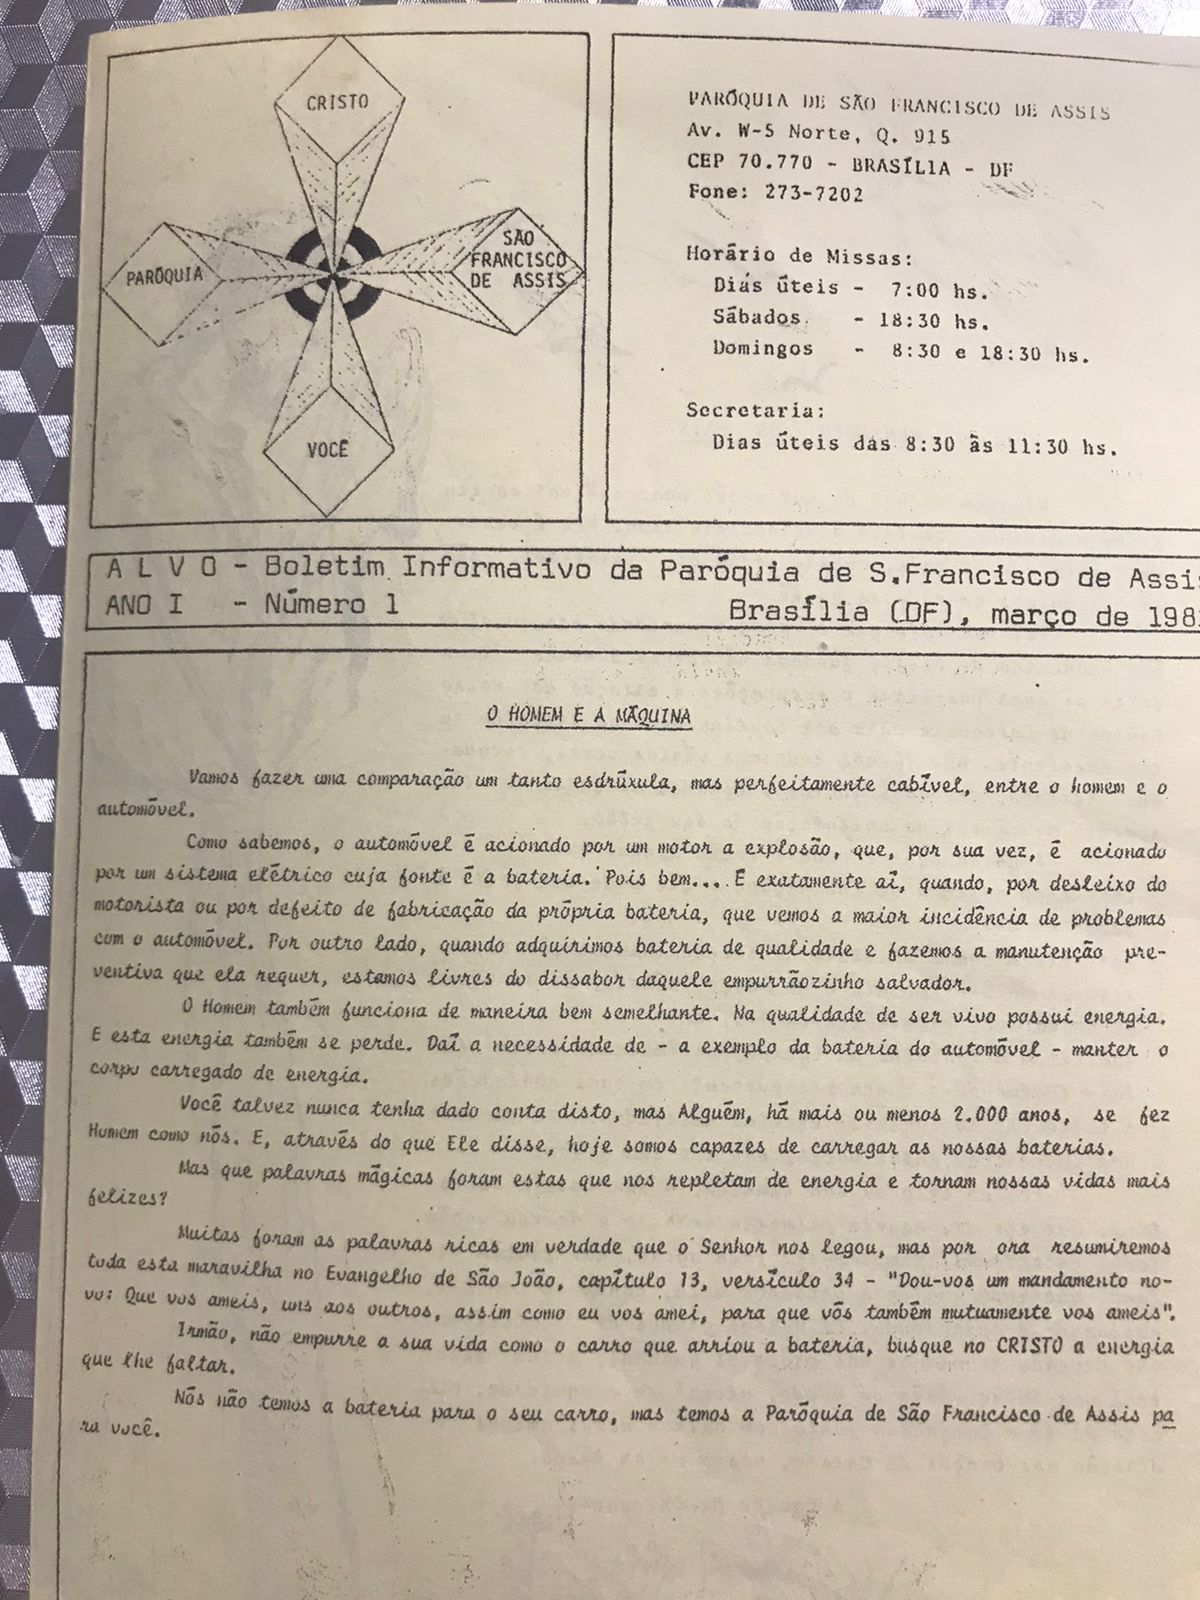 CRISTO
PARÓQUIA
SÃO
FRANCISCO
DE ASSIS
VOCÊ
PARÓQUIA DE SÃO FRANCISCO DE ASSIS
Av. W-5 Norte, Q. 915
CEP 70.770 - BRASÍLIA - DF
Fone: 273-7202
Horário de Missas:
Dias úteis - 7:00 hs.
Sábados - 18:30 hs.
Domingos - 8:30 e 18:30 hs.
Secretaria:
Dias úteis das 8:30 às 11:30 hs.
A L V O - Boletim Informativo da Paróquia de S.Francisco de Assis
ANO I - Número 1 Brasília (DF), março de
O HOMEM E A MÁQUINA
Vamos fazer uma comparação um tanto esdrúxula, mas perfeitamente cabível, entre o homem e o
automóvel.
Como sabemos, o automóvel é acionado por um motor a explosão, que, por sua vez, é acionado
por um sistema elétrico cuja fonte é a bateria. Pois bem... E exatamente aí, quando, por desleixo do
motorista ou por defeito de fabricação da própria bateria, que vemos a maior incidência de problemas
com o automóvel. Por outro lado, quando adquirimos bateria de qualidade e fazemos a manutenção pre-
ventiva que ela requer, estamos livres do dissabor daquele empurrãozinho salvador.
O Homem também funciona de maneira bem semelhante. Na qualidade de ser vivo possui energia.
E esta energia também se perde. Daí a necessidade de - a exemplo da bateria do automóvel - manter o
corpo carregado de energia.
Você talvez nunca tenha dado conta disto, mas Alguém, há mais ou menos 2.000 anos, se fez
Homem como nós. E, através do que Ele disse, hoje somos capazes de carregar as nossas baterias.
Mas que palavras mágicas foram estas que nos repletam de energia e tornam nossas vidas mais
felizes?
Muitas foram as palavras ricas em verdade que o Senhor nos legou, mas por ora resumiremos
toda esta maravilha no Evangelho de São João, capítulo 13, versículo 34 - "Dou-vos um mandamento no-
vo: Que vos ameis, uns aos outros, assim como eu vos amei, para que vós também mutuamente vos ameis".
Irmão, não empurre a sua vida como o carro que arriou a bateria, busque no CRISTO a energia
que lhe faltar.
Nós não temos a bateria para o seu carro, mas temos a Paróquia de São Francisco de Assis pa
ra você.